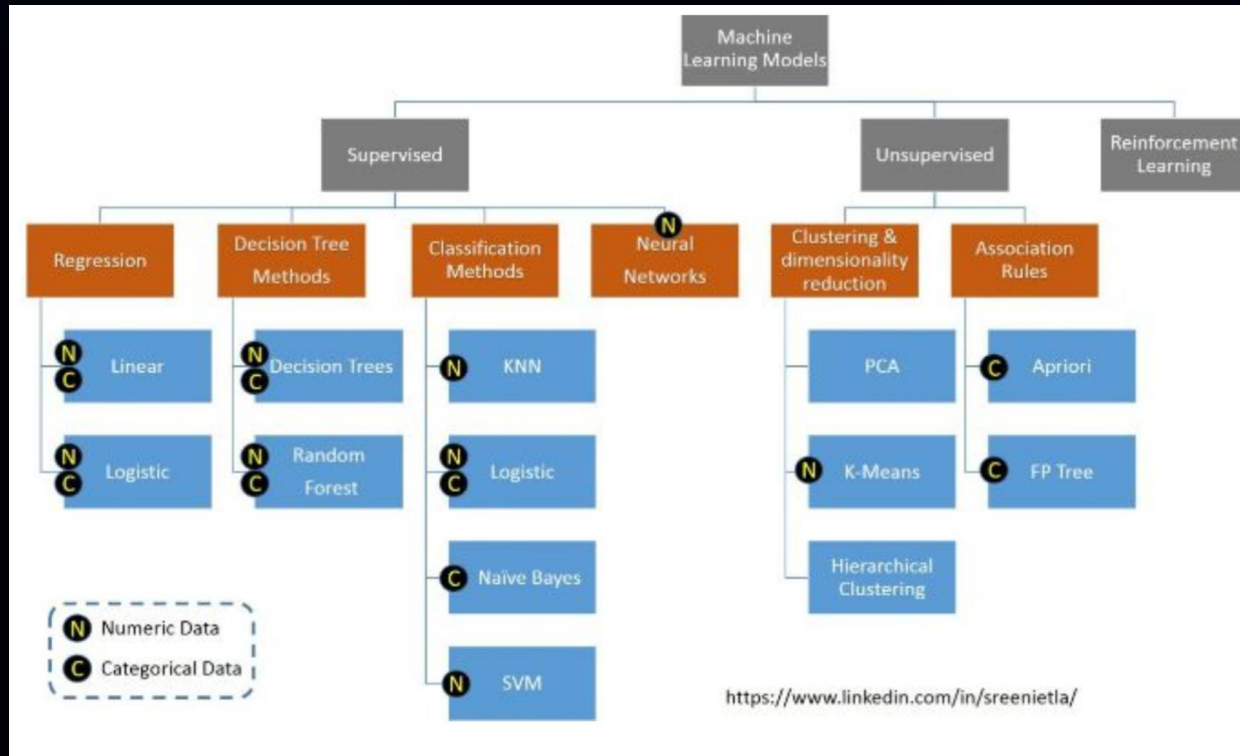 Machine
Learning Models
Supervised
Unsupervised
Reinforcement
Learning
Regression
Decision Tree
Methods
Classification
Methods
N
Neural
Networks
Clustering &
dimensionality
reduction
Association
Rules
N
C
Linear
N
C
Decision Trees
N
KNN
PCA
C
Apriori
N
C
Logistic
N
C
Random
Forest
N
C
Logistic
N
K-Means
C
FP Tree
C
Naïve Bayes
Hierarchical
Clustering
N
SVM
N Numeric Data
C Categorical Data
https://www.linkedin.com/in/sreenietla/